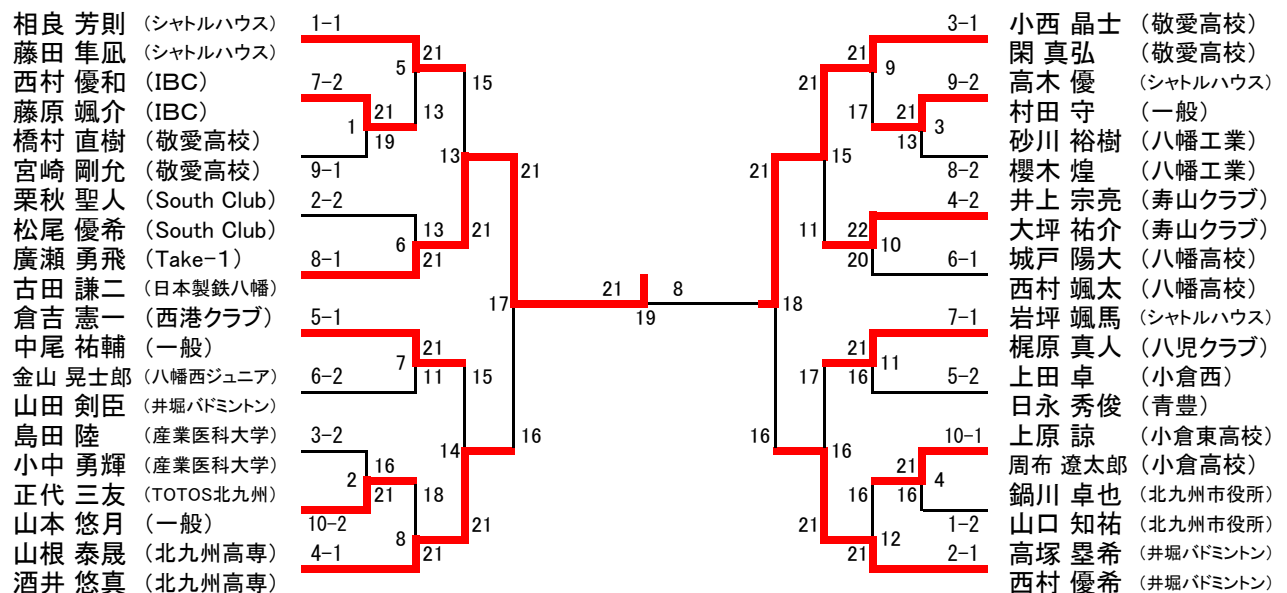 相良 芳則 (シャトルハウス) 1-1
藤田 隼凪 (シャトルハウス)
西村 優和 (IBC) 7-2
藤原 颯介 (IBC)
橋村 直樹 (敬愛高校)
宮崎 剛允 (敬愛高校) 9-1
栗秋 聖人 (South Club) 2-2
松尾 優希 (South Club)
廣瀬 勇飛 (Take-1) 8-1
古田 謙二 (日本製鉄八幡)
倉吉 憲一 (西港クラブ) 5-1
中尾 祐輔 (一般)
金山 晃士郎 (八幡西ジュニア) 6-2
山田 剣臣 (井堀バドミントン)
島田 陸 (産業医科大学) 3-2
小中 勇輝 (産業医科大学)
正代 三友 (TOTOS北九州)
山本 悠月 (一般) 10-2
山根 泰晟 (北九州高専) 4-1
酒井 悠真 (北九州高専)
21
5
15
21
13
1
19
13
21
13
6
21
21
17
21
7
11
15
16
14
16
2
21
18
8
21
21
21
8
19
3-1 小西 晶士 (敬愛高校)
閑 真弘 (敬愛高校)
9-2 高木 優 (シャトルハウス)
村田 守 (一般)
砂川 裕樹 (八幡工業)
8-2 櫻木 煌 (八幡工業)
4-2 井上 宗亮 (寿山クラブ)
大坪 祐介 (寿山クラブ)
6-1 城戸 陽大 (八幡高校)
西村 颯太 (八幡高校)
7-1 岩坪 颯馬 (シャトルハウス)
梶原 真人 (八児クラブ)
5-2 上田 卓 (小倉西)
日永 秀俊 (青豊)
10-1 上原 諒 (小倉東高校)
周布 遼太郎 (小倉高校)
鍋川 卓也 (北九州市役所)
1-2 山口 知祐 (北九州市役所)
2-1 高塚 塁希 (井堀バドミントン)
西村 優希 (井堀バドミントン)
21
9
21
17
21
3
13
15
21
11
22
10
20
18
21
11
16
17
16
16
21
4
16
16
21
12
21